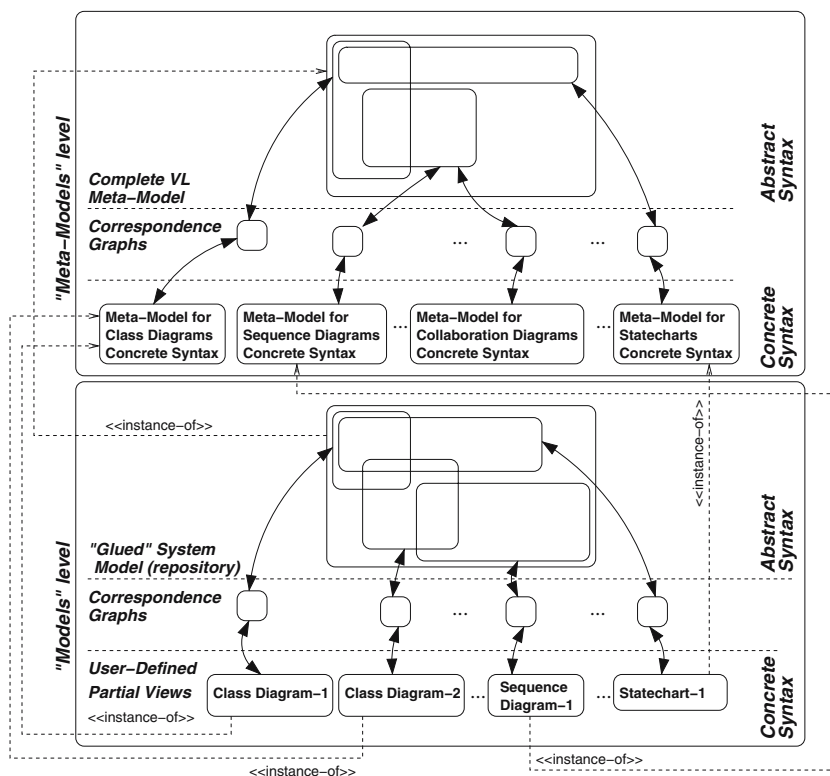 "Meta-Models" level
Complete VL
Meta-Model
Abstract
Syntax
Correspondence
Graphs
...
...
Meta-Model for
Class Diagrams
Concrete Syntax
Meta-Model for
Sequence Diagrams
Concrete Syntax
...
Meta-Model for
Collaboration Diagrams
Concrete Syntax
...
Meta-Model for
Statecharts
Concrete Syntax
Concrete
Syntax
"Models" level
<<instance-of>>
<<instance-of>>
"Glued" System
Model (repository)
Abstract
Syntax
Correspondence
Graphs
...
...
User-Defined
Partial Views
Class Diagram-1
Class Diagram-2
...
Sequence
Diagram-1
...
Statechart-1
Concrete
Syntax
<<instance-of>>
<<instance-of>>
<<instance-of>>